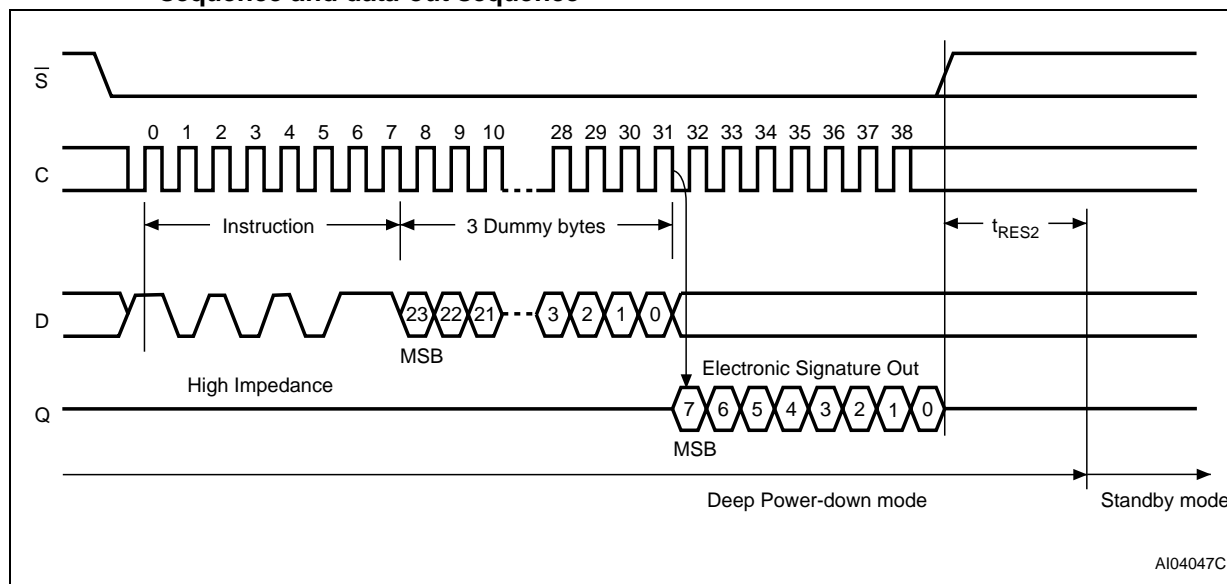 sequence and data-out sequence
S
0 1 2 3 4 5 6 7 8 9 10 28 29 30 31 32 33 34 35 36 37 38
C
Instruction 3 Dummy bytes tRES2
D 23 22 21 3 2 1 0
MSB
High Impedance Electronic Signature Out
Q 7 6 5 4 3 2 1 0
MSB
Deep Power-down mode Standby mode
AI04047C